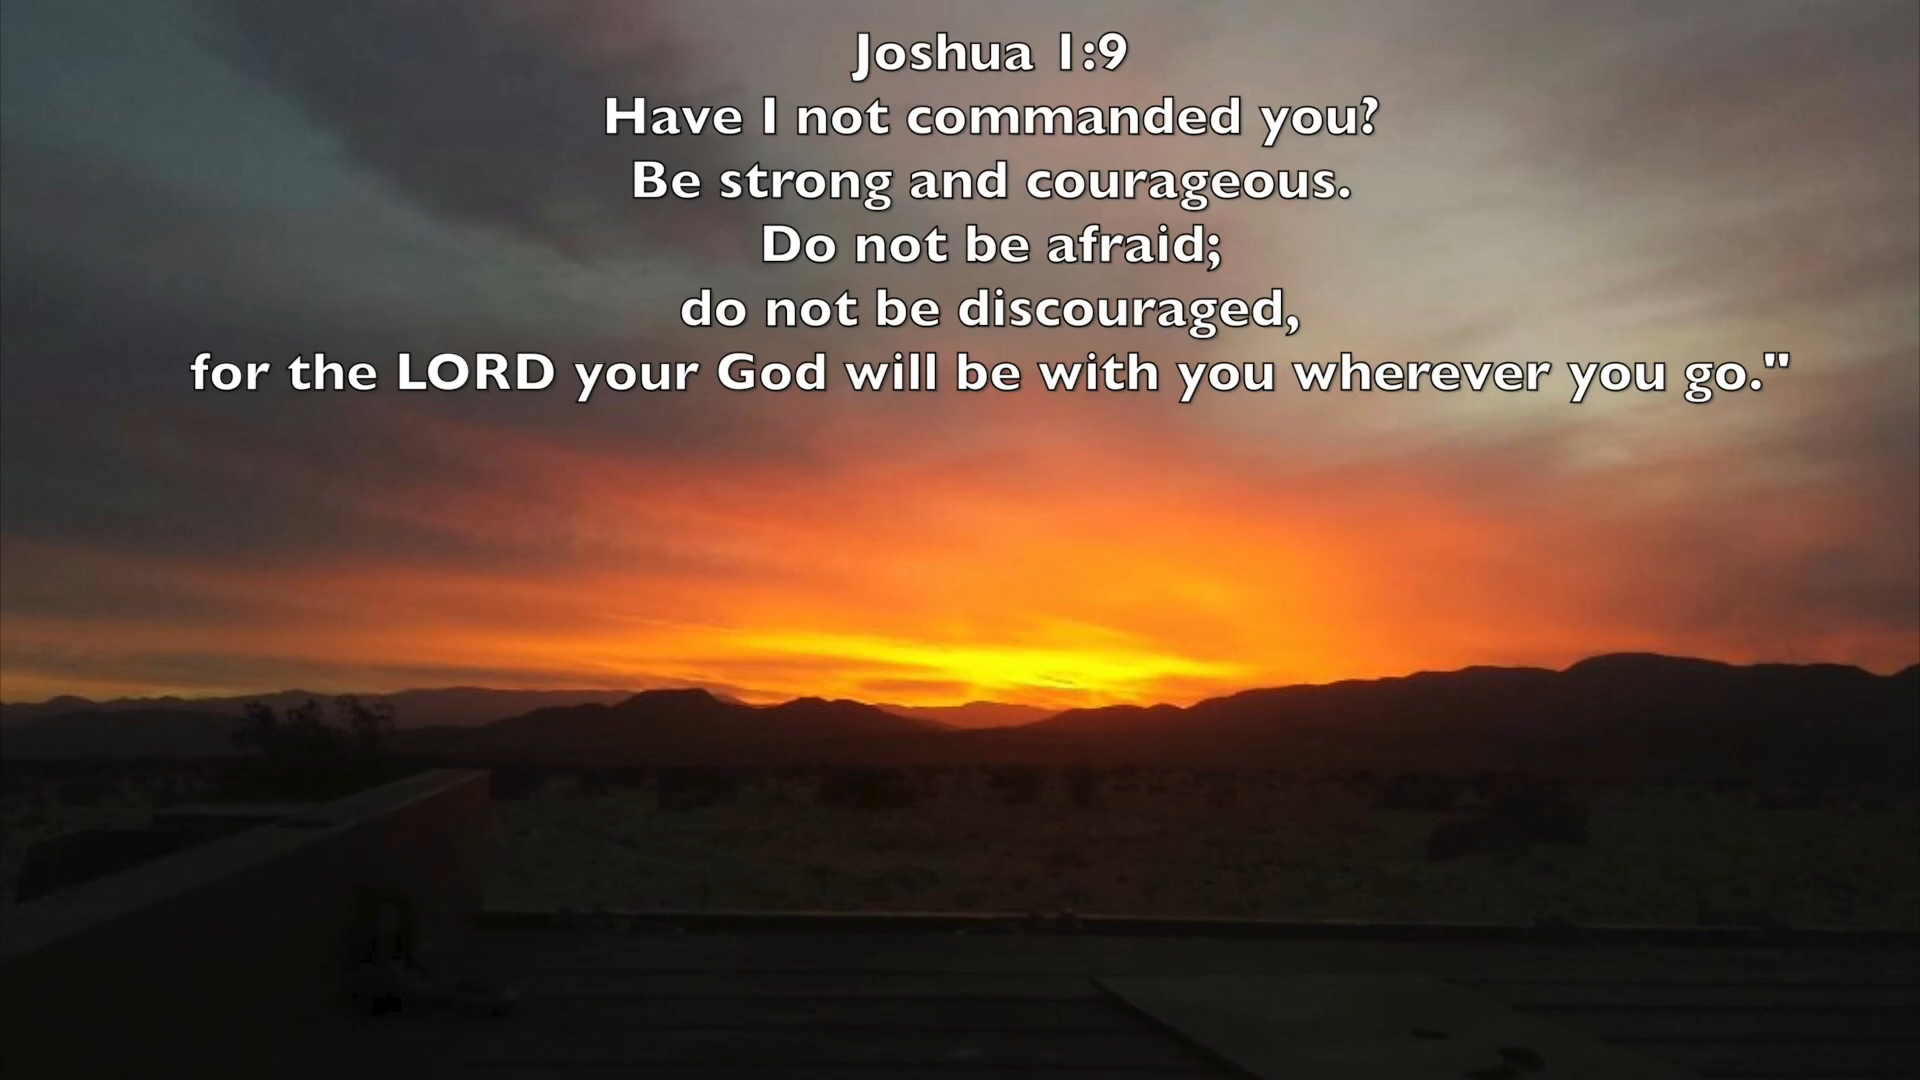 Joshua 1:9
Have I not commanded you?
Be strong and courageous.
Do not be afraid;
do not be discouraged,
for the LORD your God will be with you wherever you go."